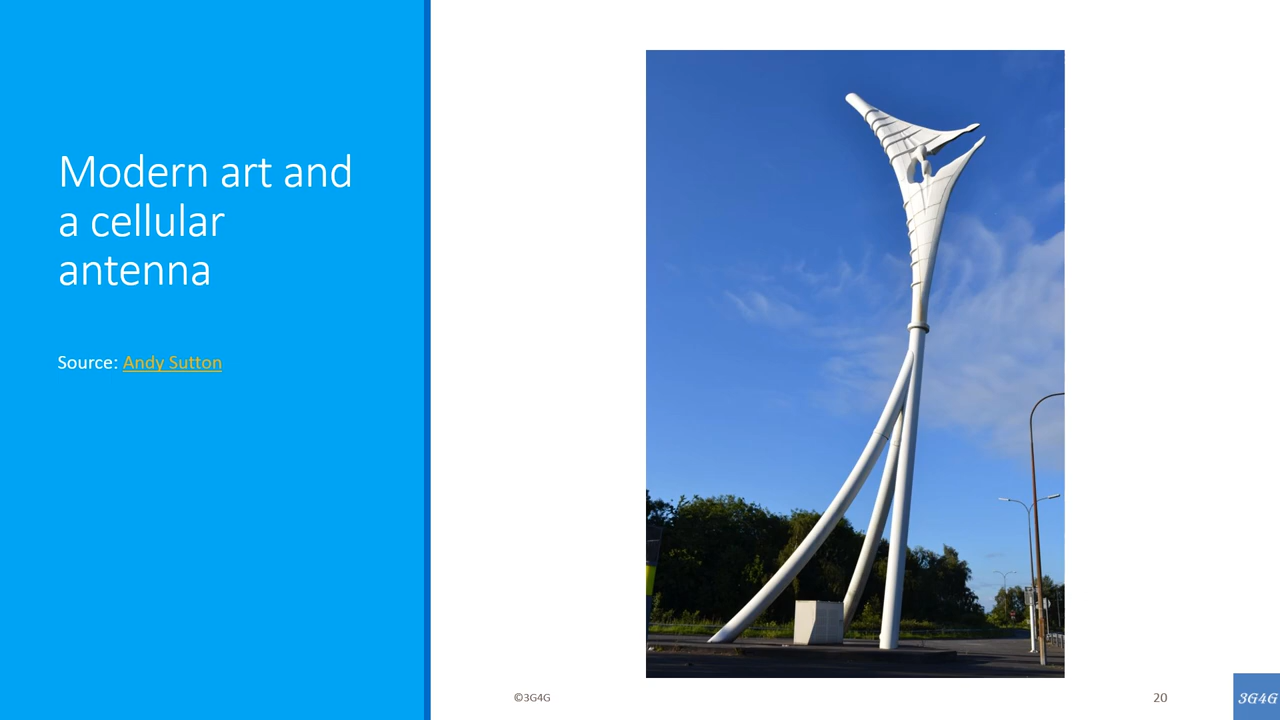 Modern art and
a cellular
antenna
Source: Andy Sutton
©3G4G
20
3G4G